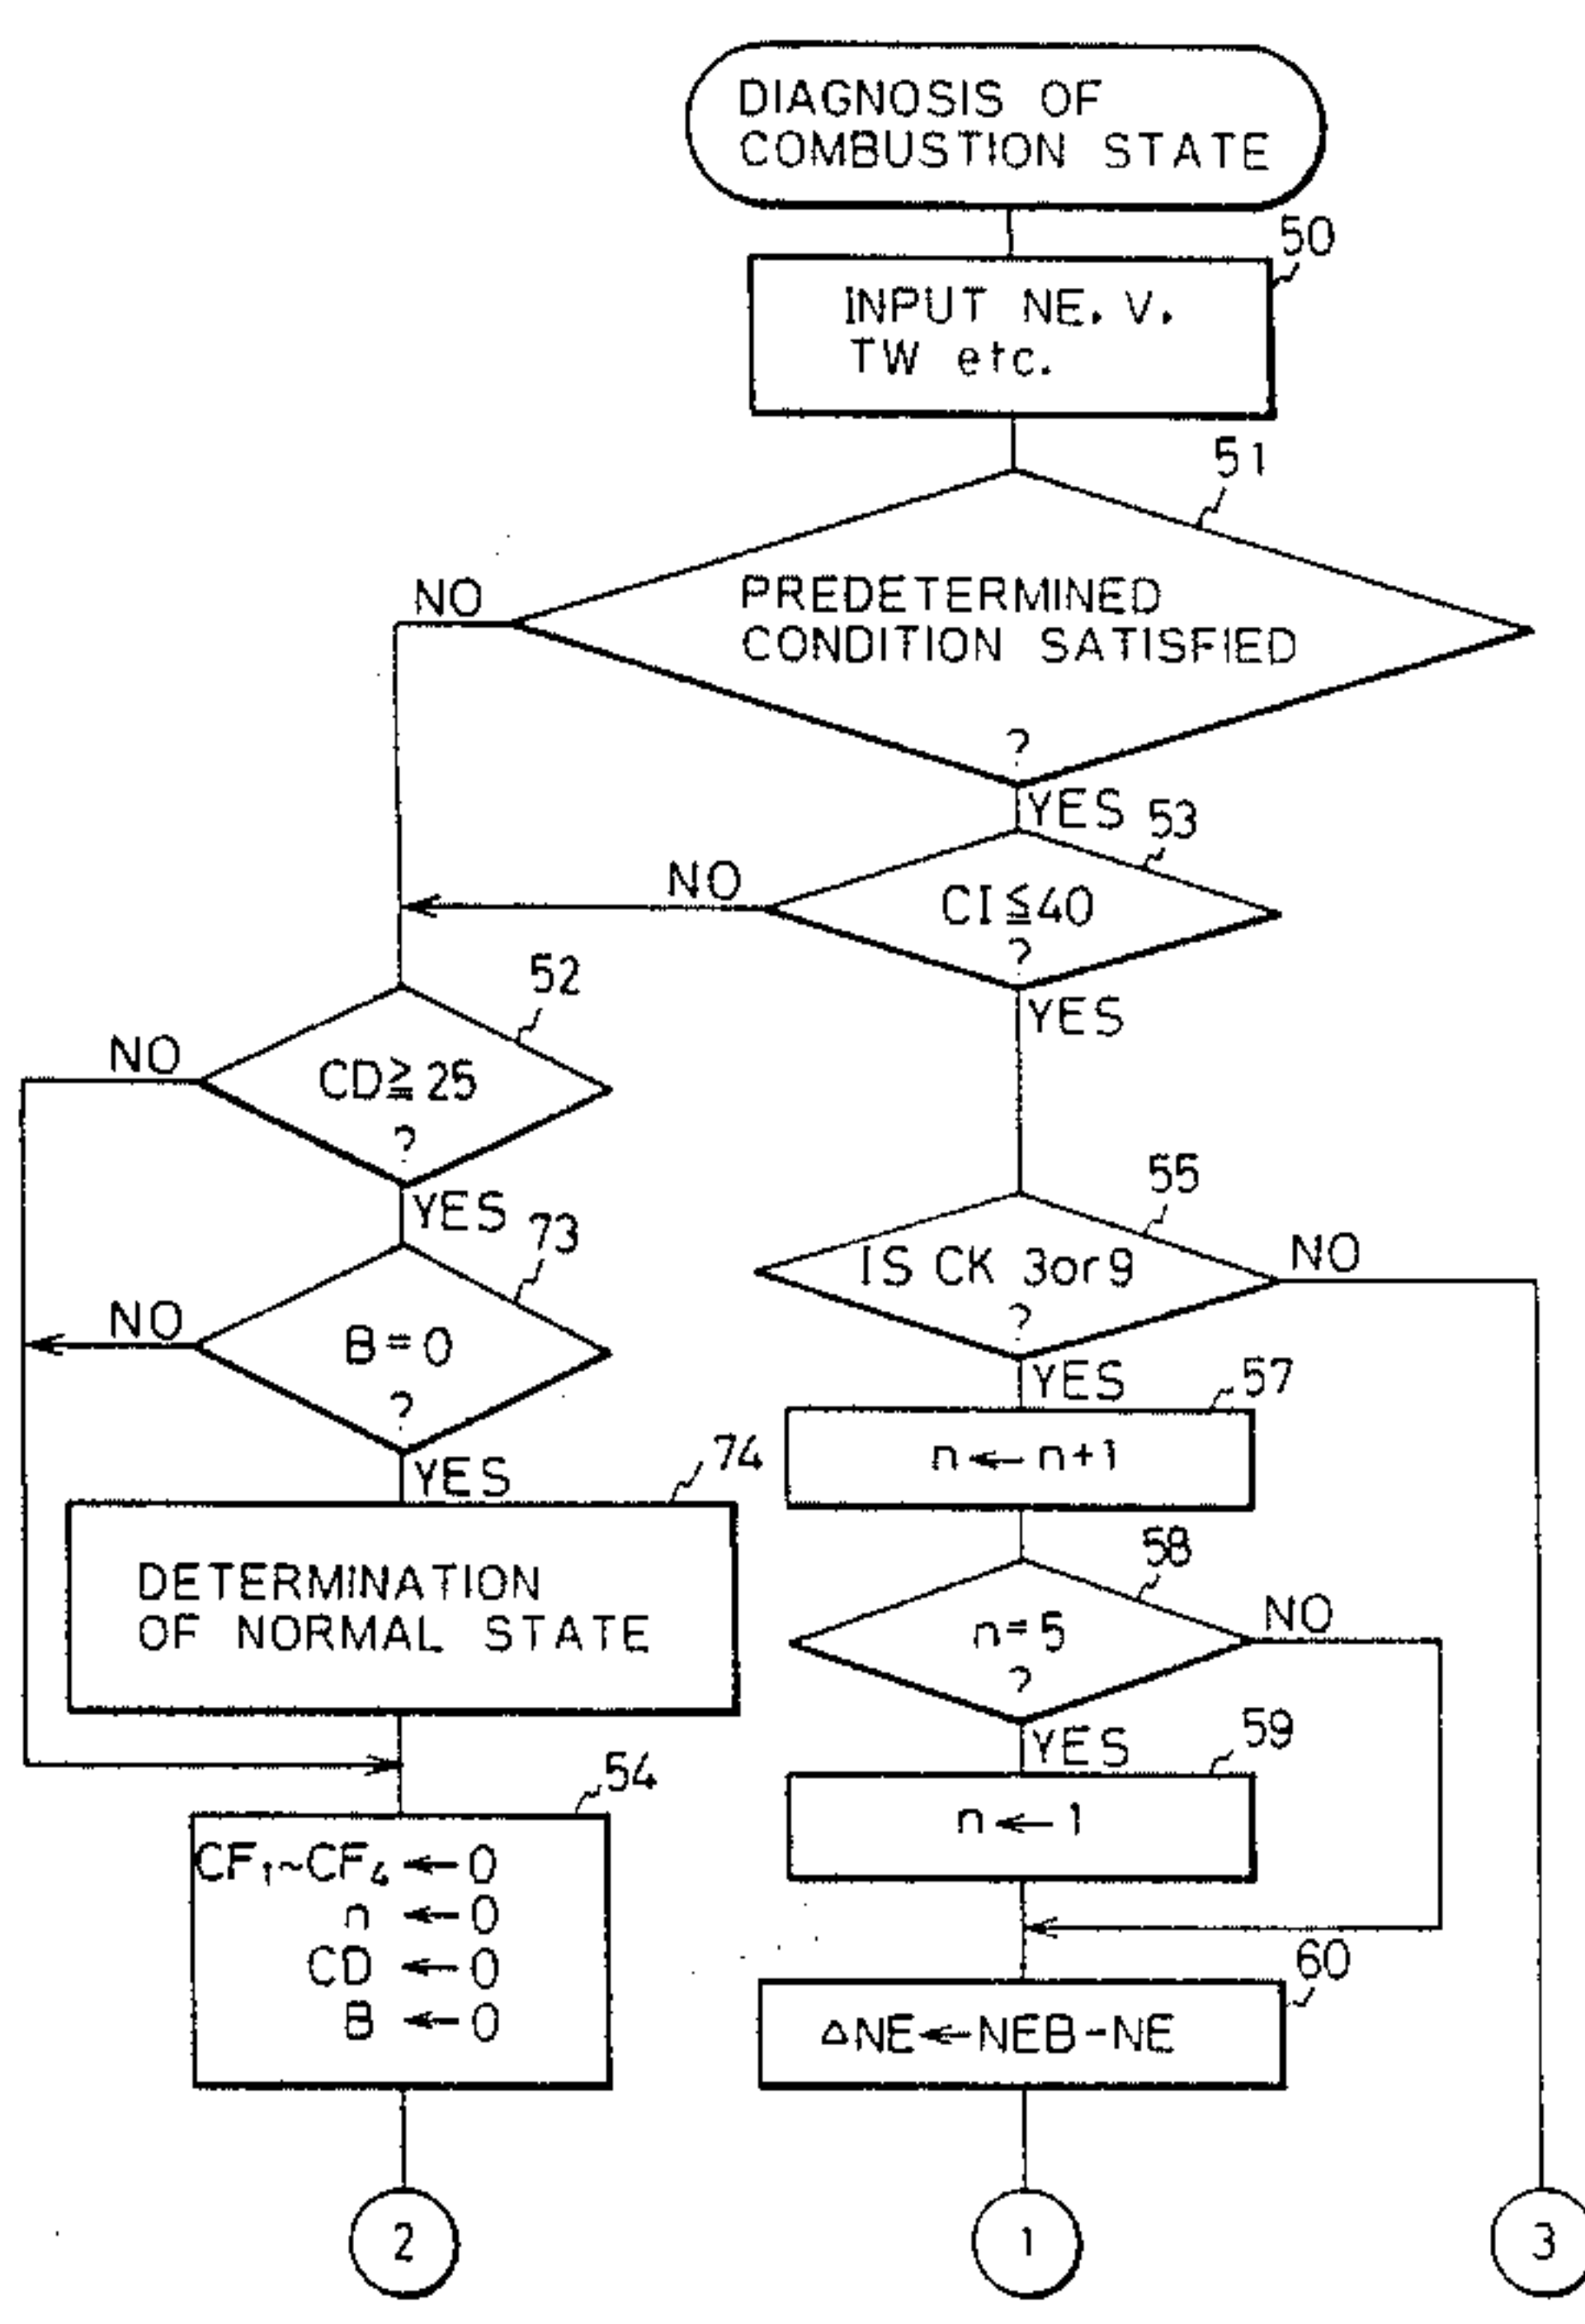 DIAGNOSIS OF
COMBUSTION STATE
50
INPUT NE. V.
TW etc.
51
NO
PREDETERMINED
CONDITION SATISFIED
?
YES
53
NO
CI≦40
?
YES
52
NO
CD≧25
?
YES
55
IS CK 3or9
?
NO
YES
73
NO
B=0
?
YES
57
n←n+1
74
DETERMINATION
OF NORMAL STATE
58
n=5
?
NO
YES
59
n←1
54
CF₁~CF₄←0
n←0
CD←0
B←0
60
ΔNE←NEB-NE
2
1
3